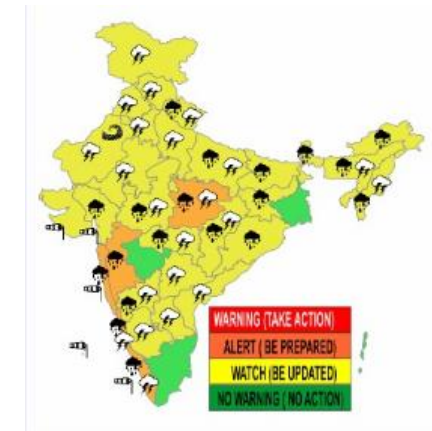 WARNING (TAKE ACTION)
ALERT ( BE PREPARED)
WATCH (BE UPDATED)
NO WARNING ( NO ACTION)